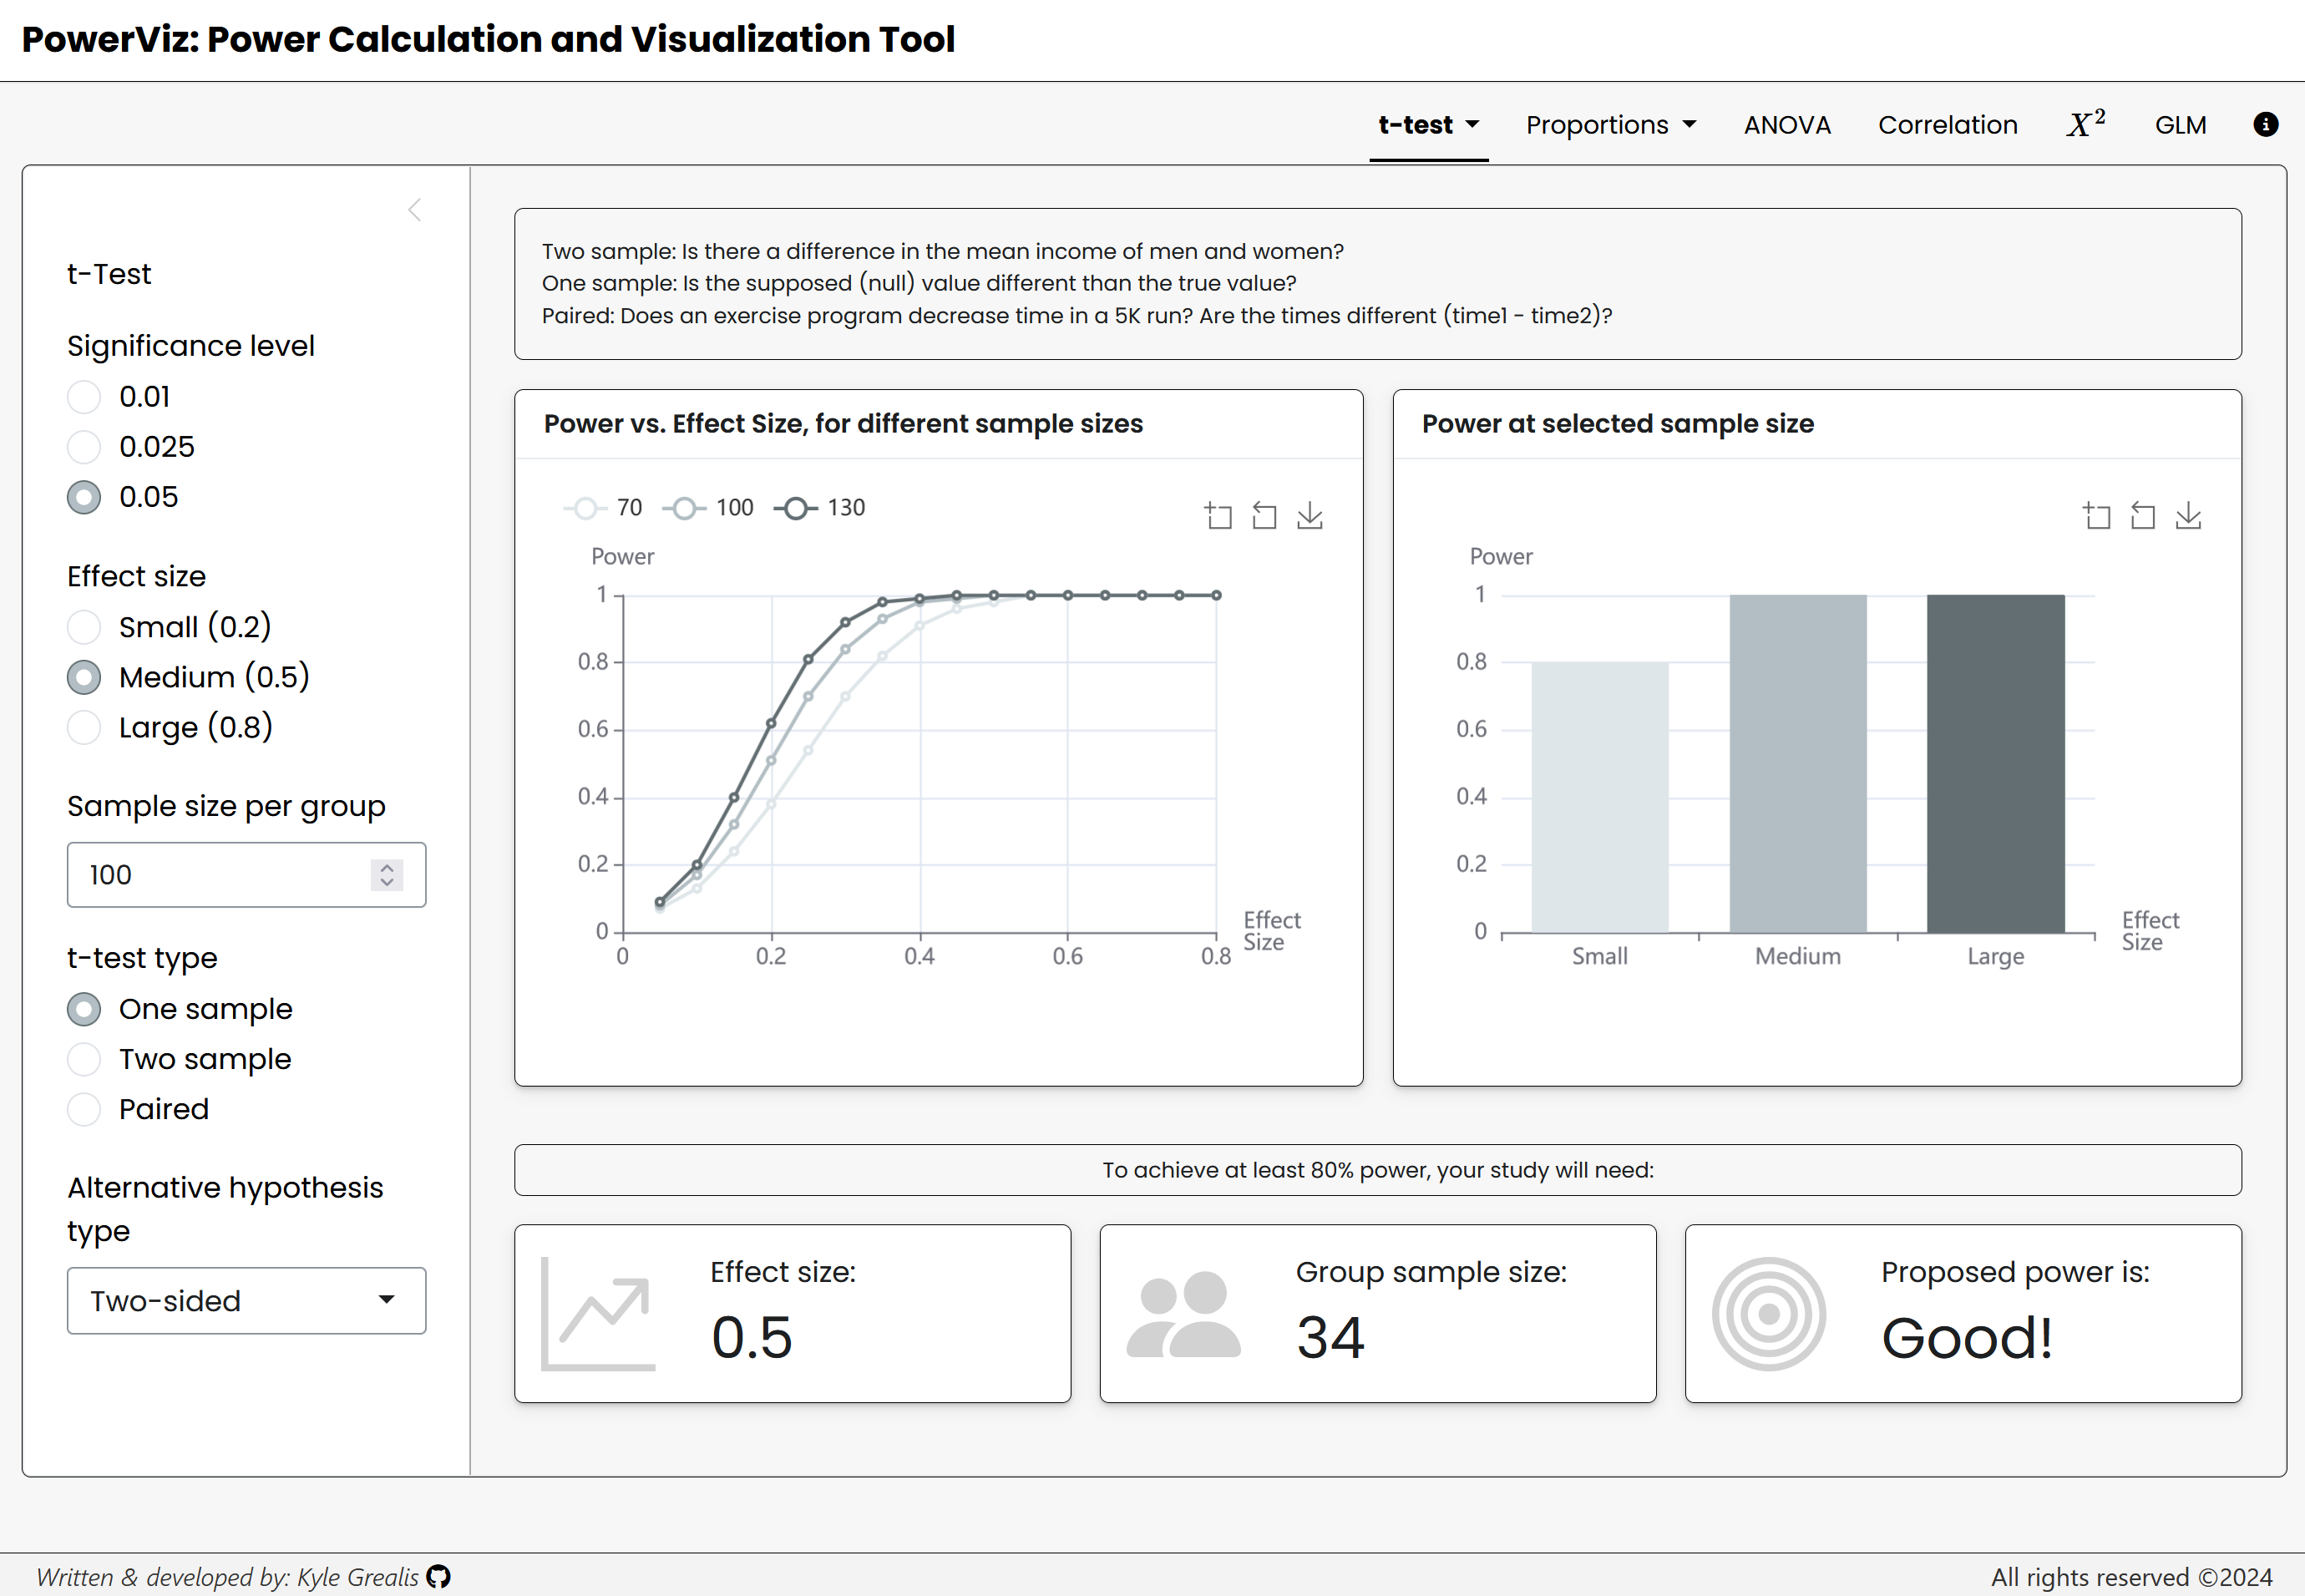 PowerViz: Power Calculation and Visualization Tool
t-test
Proportions
ANOVA
Correlation
X²
GLM
t-Test
Significance level
0.01
0.025
0.05
Effect size
Small (0.2)
Medium (0.5)
Large (0.8)
Sample size per group
100
t-test type
One sample
Two sample
Paired
Alternative hypothesis
type
Two-sided
Two sample: Is there a difference in the mean income of men and women?
One sample: Is the supposed (null) value different than the true value?
Paired: Does an exercise program decrease time in a 5K run? Are the times different (time1 - time2)?
Power vs. Effect Size, for different sample sizes
70 100 130
Power
1
0.8
0.6
0.4
0.2
0
0 0.2 0.4 0.6 0.8
Effect
Size
Power at selected sample size
Power
1
0.8
0.6
0.4
0.2
0
Small Medium Large
Effect
Size
To achieve at least 80% power, your study will need:
Effect size:
0.5
Group sample size:
34
Proposed power is:
Good!
Written & developed by: Kyle Grealis
All rights reserved ©2024